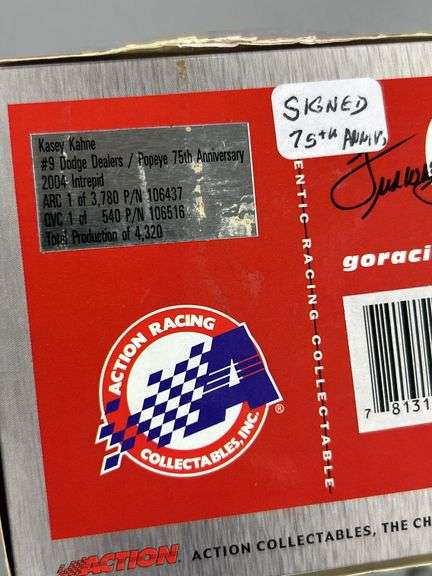 Kasey Kahne
#9 Dodge Dealers / Popeye 75th Anniversary
2004 Intrepid
ARC 1 of 3,780 P/N 106437
QVC 1 of 540 P/N 106516
Total Production of 4,320
SIGNED
75th ANNIV.
ENTIC RACING COLLECTABLE
goraci
7 8131
ACTION RACING
COLLECTABLES, INC.
®
ACTION
ACTION COLLECTABLES, THE CH